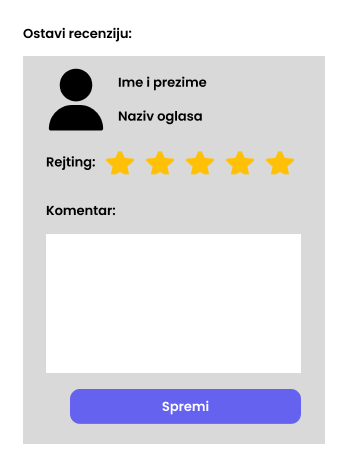 Ostavi recenziju:
Ime i prezime
Naziv oglasa
Rejting:
Komentar:
Spremi